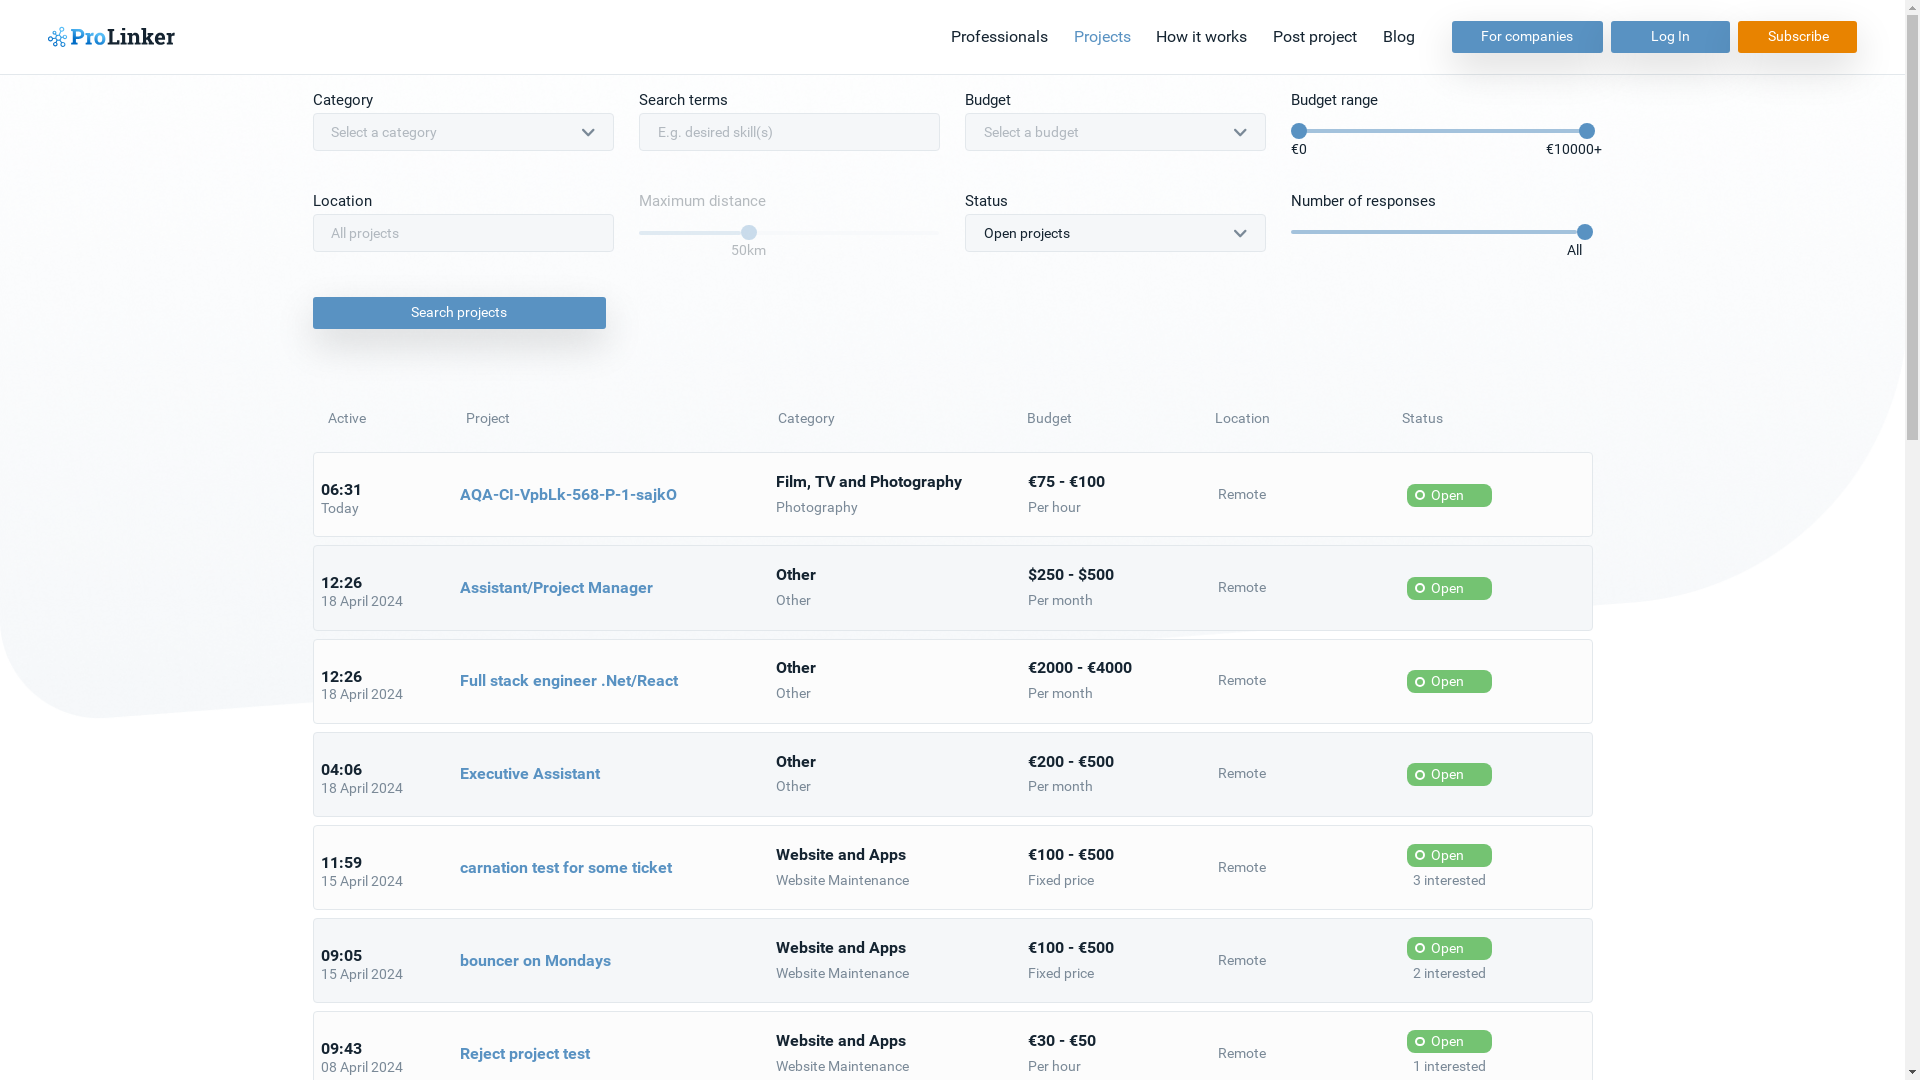 ProLinker
Professionals
Projects
How it works
Post project
Blog
For companies
Log In
Subscribe
Category
Search terms
Budget
Budget range
Select a category
E.g. desired skill(s)
Select a budget
€0
€10000+
Location
Maximum distance
Status
Number of responses
All projects
50km
Open projects
All
Search projects
Active
Project
Category
Budget
Location
Status
06:31
Today
AQA-CI-VpbLk-568-P-1-sajkO
Film, TV and Photography
Photography
€75 - €100
Per hour
Remote
Open
12:26
18 April 2024
Assistant/Project Manager
Other
Other
$250 - $500
Per month
Remote
Open
12:26
18 April 2024
Full stack engineer .Net/React
Other
Other
€2000 - €4000
Per month
Remote
Open
04:06
18 April 2024
Executive Assistant
Other
Other
€200 - €500
Per month
Remote
Open
11:59
15 April 2024
carnation test for some ticket
Website and Apps
Website Maintenance
€100 - €500
Fixed price
Remote
Open
3 interested
09:05
15 April 2024
bouncer on Mondays
Website and Apps
Website Maintenance
€100 - €500
Fixed price
Remote
Open
2 interested
09:43
08 April 2024
Reject project test
Website and Apps
Website Maintenance
€30 - €50
Per hour
Remote
Open
1 interested